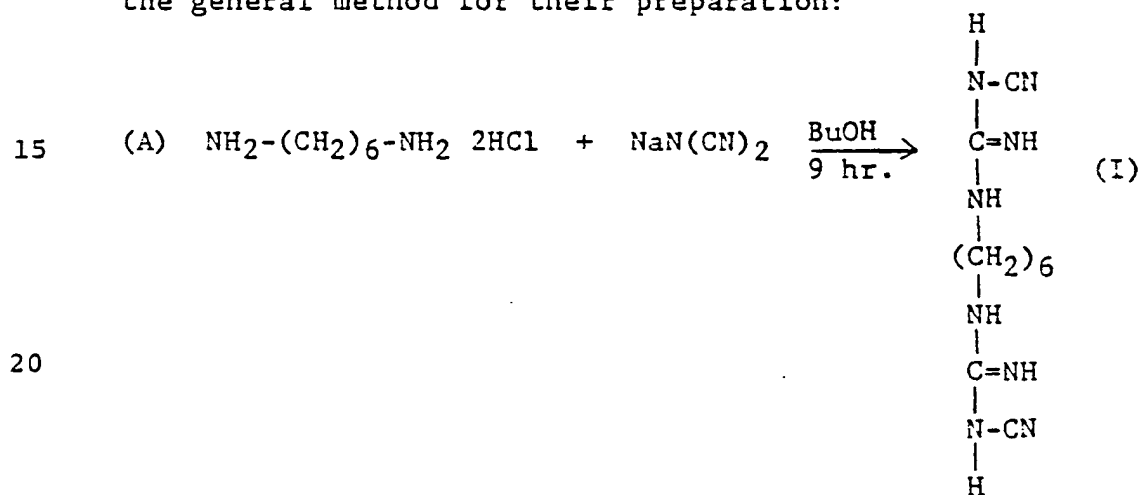 the general method for their preparation:
H
|
N-CN
|
15 (A) NH2-(CH2)6-NH2 2HCl + NaN(CN)2 BuOH 9 hr. → C=NH (I)
|
NH
|
(CH2)6
|
NH
|
20 C=NH
|
N-CN
|
H